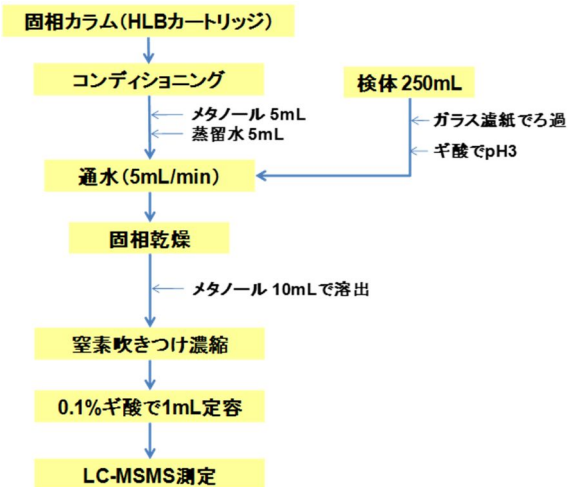 固相カラム（HLBカートリッジ）
コンディショニング
検体 250mL
メタノール 5mL
蒸留水 5mL
ガラス濾紙でろ過
ギ酸でpH3
通水（5mL/min）
固相乾燥
メタノール 10mLで溶出
窒素吹きつけ濃縮
0.1%ギ酸で1mL定容
LC-MSMS測定